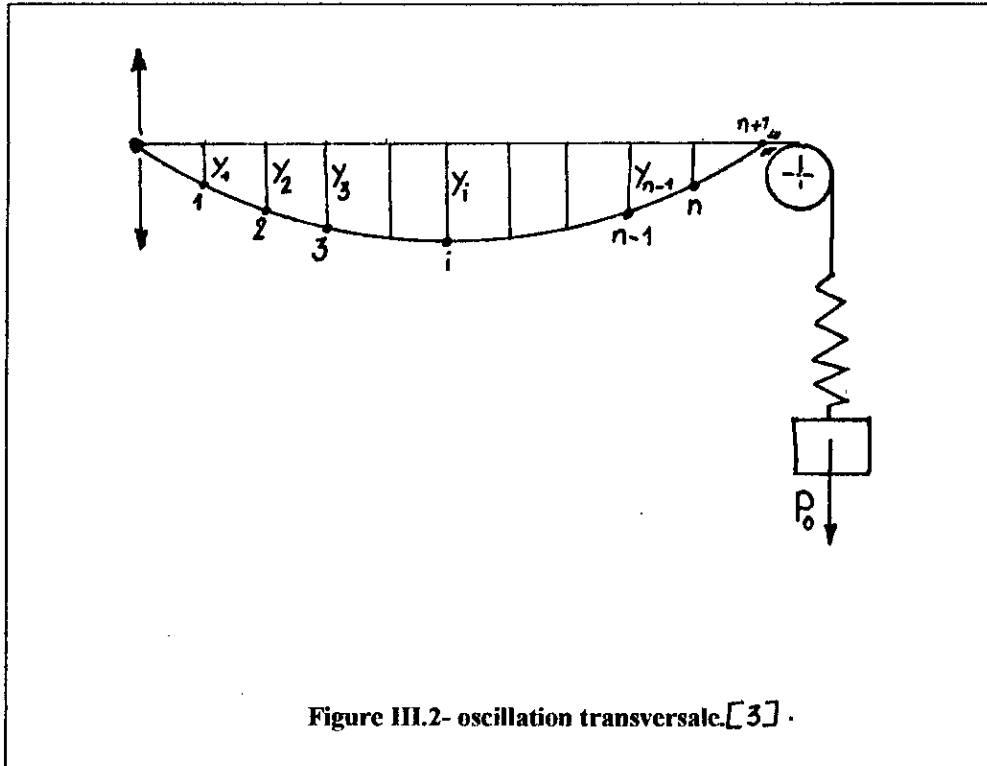 n+1
Y₁ Y₂ Y₃ Yᵢ Yₙ₋₁
1 2 3 i n-1 n
P₀
Figure III.2- oscillation transversale.[3].